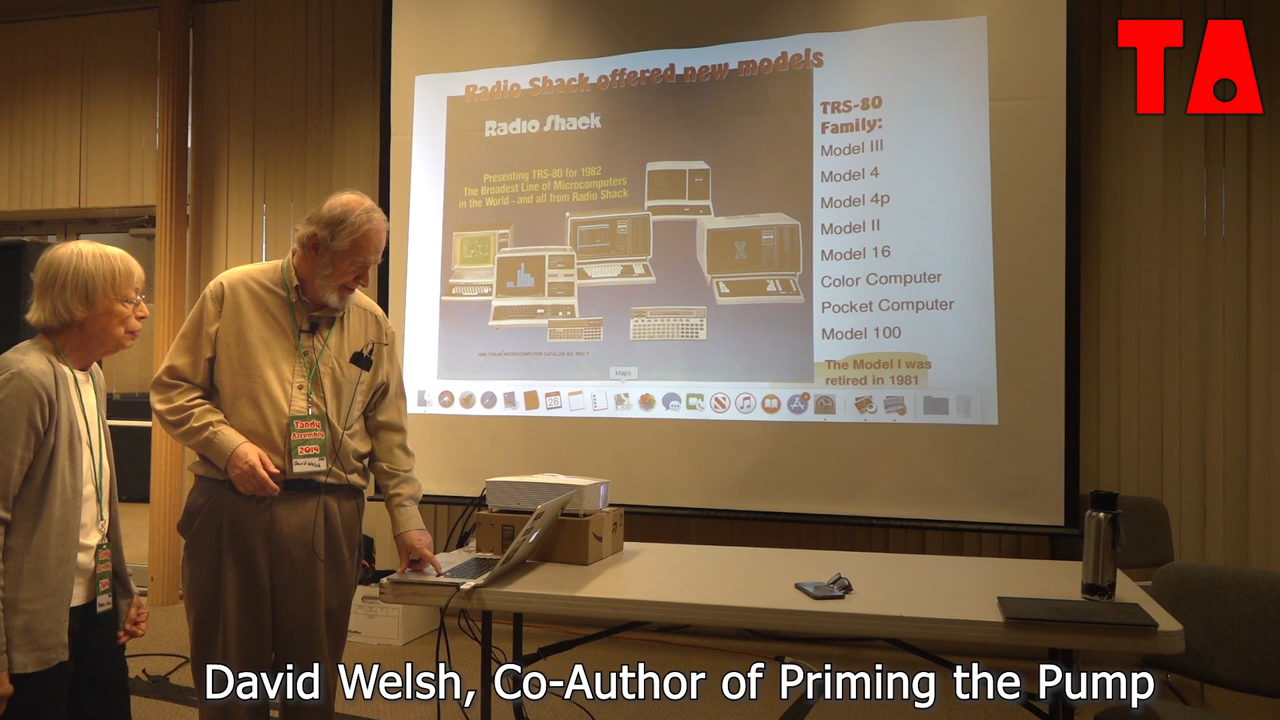 TA
Radio Shack offered new models
Radio Shack
Presenting TRS-80 for 1982
The Broadest Line of Microcomputers
in the World–and all from Radio Shack
TRS-80
Family:
Model III
Model 4
Model 4p
Model II
Model 16
Color Computer
Pocket Computer
Model 100
The Model I was
retired in 1981
Maps
28
Tandy
Assembly
2019
David Welsh
David Welsh, Co-Author of Priming the Pump